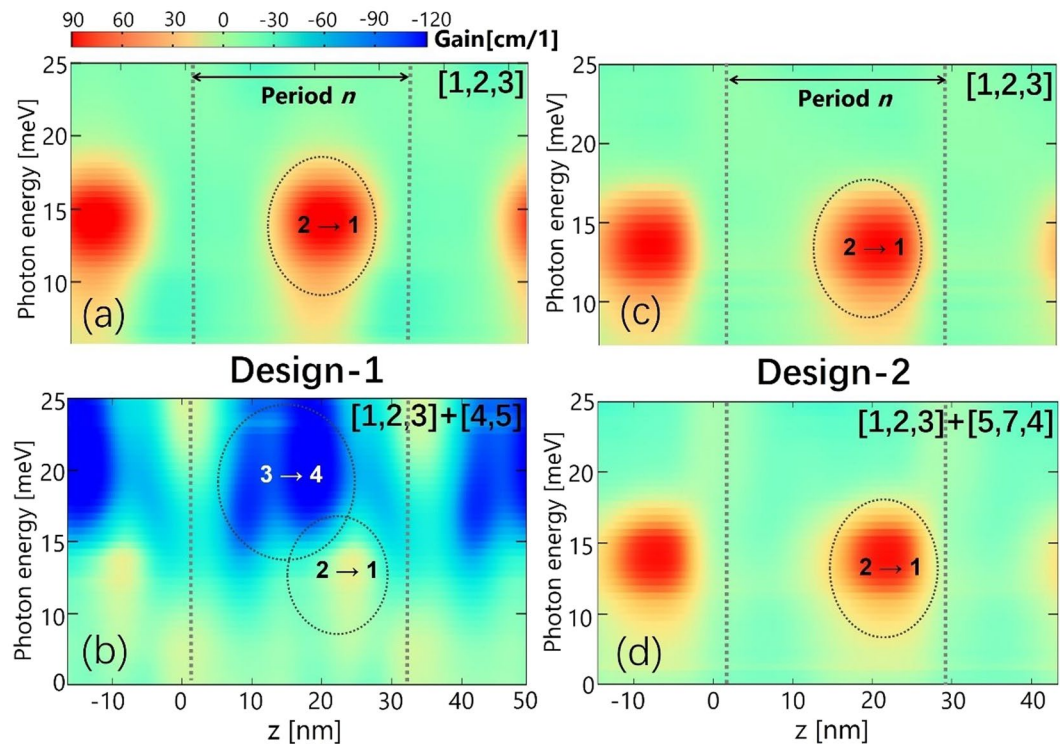 90 60 30 0 -30 -60 -90 -120
Gain[cm/1]
25
20
15
10
Photon energy [meV]
Period n
[1,2,3]
2 → 1
(a)
25
20
15
10
Photon energy [meV]
Period n
[1,2,3]
2 → 1
(c)
Design-1
Design-2
25
20
15
10
0
Photon energy [meV]
[1,2,3]+[4,5]
3 → 4
2 → 1
(b)
-10 0 10 20 30 40 50
z [nm]
25
20
15
10
0
Photon energy [meV]
[1,2,3]+[5,7,4]
2 → 1
(d)
-10 0 10 20 30 40
z [nm]